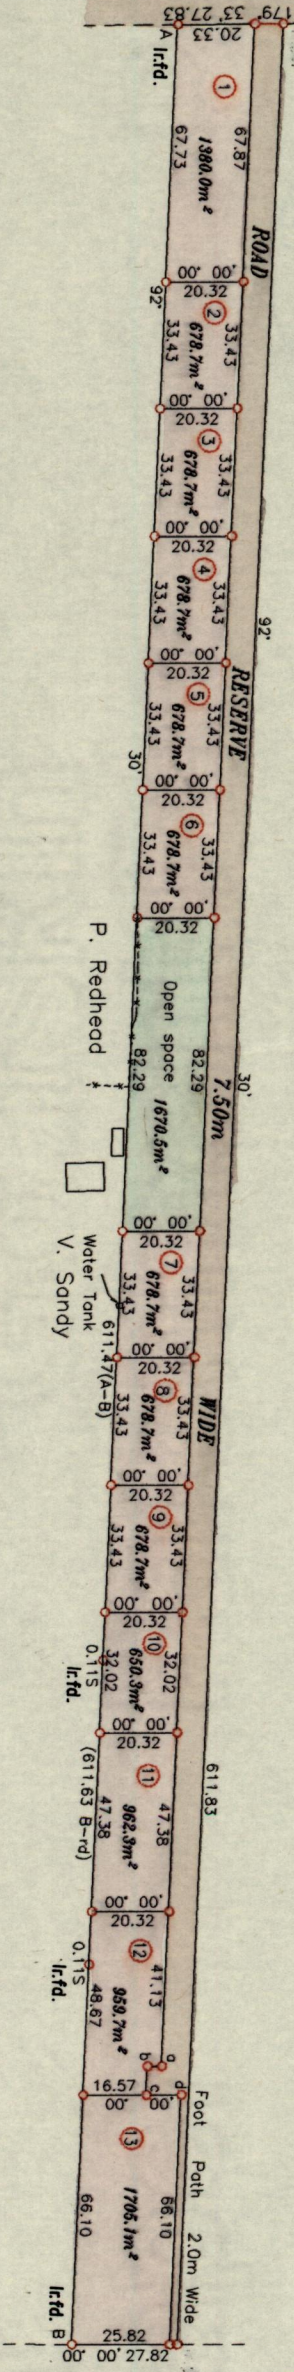 179° 33' 27.83
20.33
A Ir.fd.
1
67.87
1380.0m²
67.73
ROAD
00° 00'
20.32
92°
2
33.43
678.7m²
33.43
00° 00'
20.32
3
33.43
678.7m²
33.43
00° 00'
20.32
4
33.43
678.7m²
33.43
92°
00° 00'
20.32
RESERVE
5
33.43
678.7m²
33.43
30'
00° 00'
20.32
6
33.43
678.7m²
33.43
00° 00'
20.32
P. Redhead
Open space 1670.5m²
82.29
82.29
30'
7.50m
00° 00'
20.32
7
33.43
678.7m²
33.43
Water Tank
V. Sandy
611.47(A-B)
00° 00'
20.32
8
33.43
678.7m²
33.43
WIDE
00° 00'
20.32
9
33.43
678.7m²
33.43
00° 00'
20.32
10
32.02
650.3m²
32.02
0.11S
Ir.fd.
00° 00'
20.32
(611.63 B-rd)
11
47.38
962.3m²
47.38
611.83
00° 00'
20.32
12
41.13
959.7m²
48.67
0.11S
Ir.fd.
a
b
c
d
16.57
00° 00'
Foot Path 2.0m Wide
13
66.10
1705.1m²
66.10
Ir.fd. B
25.82
00° 00' 27.82